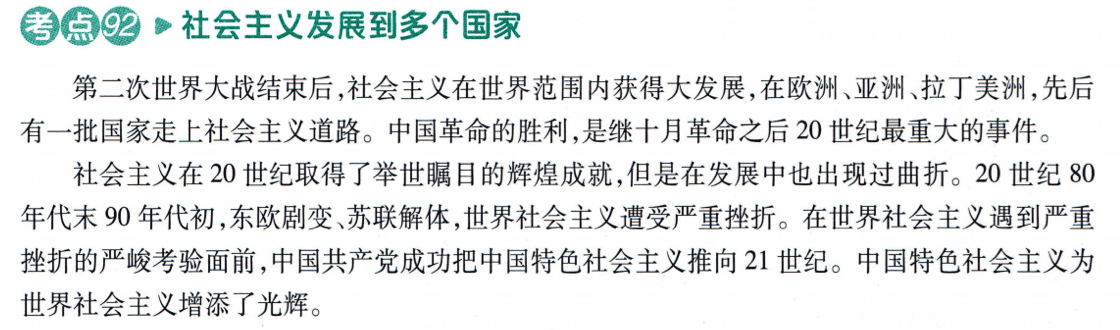 考点92 ▶ 社会主义发展到多个国家
第二次世界大战结束后,社会主义在世界范围内获得大发展,在欧洲、亚洲、拉丁美洲,先后
有一批国家走上社会主义道路。中国革命的胜利,是继十月革命之后 20 世纪最重大的事件。
社会主义在 20 世纪取得了举世瞩目的辉煌成就,但是在发展中也出现过曲折。20 世纪 80
年代末 90 年代初,东欧剧变、苏联解体,世界社会主义遭受严重挫折。在世界社会主义遇到严重
挫折的严峻考验面前,中国共产党成功把中国特色社会主义推向 21 世纪。中国特色社会主义为
世界社会主义增添了光辉。